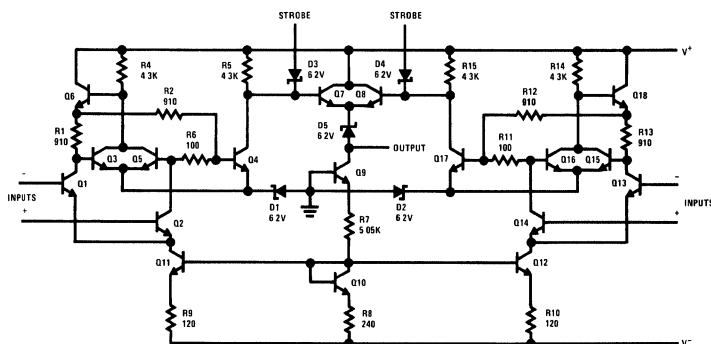 STROBE
STROBE
V+
R4
4.3K
R5
4.3K
D3
6.2V
D4
6.2V
R15
4.3K
R14
4.3K
Q6
R2
910
Q7
Q8
R12
910
Q18
R1
910
R6
100
D5
6.2V
OUTPUT
R11
100
R13
910
Q3
Q5
Q4
Q17
Q16
Q15
-
Q1
Q9
Q13
-
INPUTS
INPUTS
+
D1
6.2V
D2
6.2V
+
Q2
Q14
R7
5.05K
Q11
Q12
Q10
R9
120
R8
240
R10
120
V-